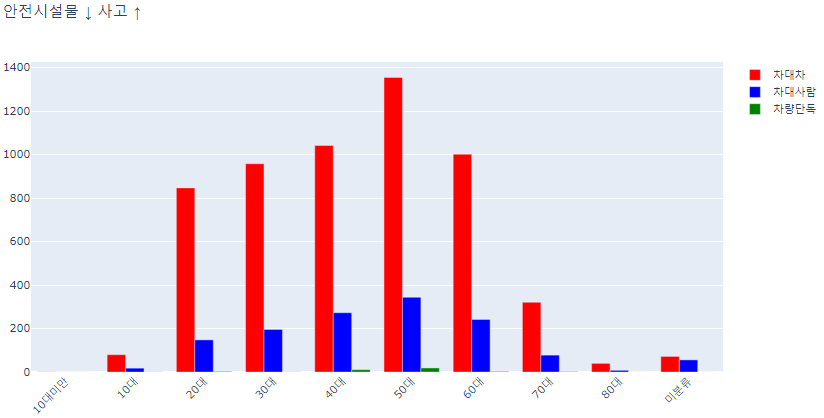 안전시설물 ↓ 사고 ↑
1400
1200
1000
800
600
400
200
0
차대차
차대사람
차량단독
10대미만
10대
20대
30대
40대
50대
60대
70대
80대
미분류